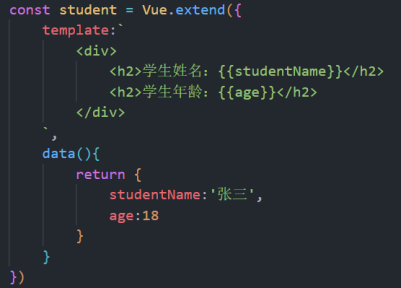 const student = Vue.extend({
    template:`
        <div>
            <h2>学生姓名：{{studentName}}</h2>
            <h2>学生年龄：{{age}}</h2>
        </div>
    `,
    data(){
        return {
            studentName:'张三',
            age:18
        }
    }
})